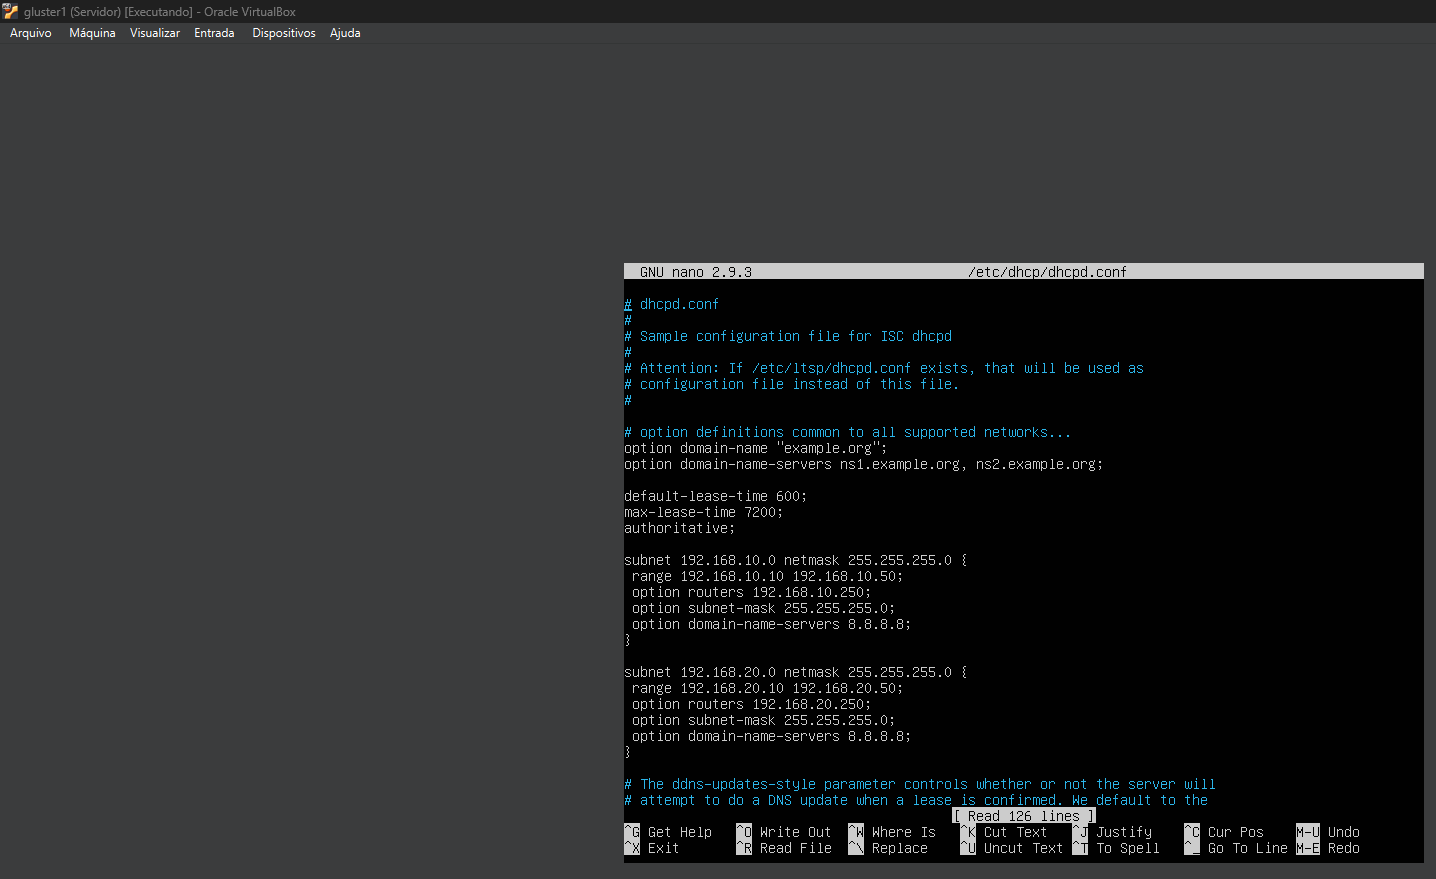 gluster1 (Servidor) [Executando] - Oracle VirtualBox
Arquivo Máquina Visualizar Entrada Dispositivos Ajuda
GNU nano 2.9.3 /etc/dhcp/dhcpd.conf
# dhcpd.conf
#
# Sample configuration file for ISC dhcpd
#
# Attention: If /etc/ltsp/dhcpd.conf exists, that will be used as
# configuration file instead of this file.
#
# option definitions common to all supported networks...
option domain-name "example.org";
option domain-name-servers ns1.example.org, ns2.example.org;
default-lease-time 600;
max-lease-time 7200;
authoritative;
subnet 192.168.10.0 netmask 255.255.255.0 {
range 192.168.10.10 192.168.10.50;
option routers 192.168.10.250;
option subnet-mask 255.255.255.0;
option domain-name-servers 8.8.8.8;
}
subnet 192.168.20.0 netmask 255.255.255.0 {
range 192.168.20.10 192.168.20.50;
option routers 192.168.20.250;
option subnet-mask 255.255.255.0;
option domain-name-servers 8.8.8.8;
}
# The ddns-updates-style parameter controls whether or not the server will
# attempt to do a DNS update when a lease is confirmed. We default to the
[ Read 126 lines ]
^G Get Help ^O Write Out ^W Where Is ^K Cut Text ^J Justify ^C Cur Pos M-U Undo
^X Exit ^R Read File ^\ Replace ^U Uncut Text ^T To Spell ^_ Go To Line M-E Redo